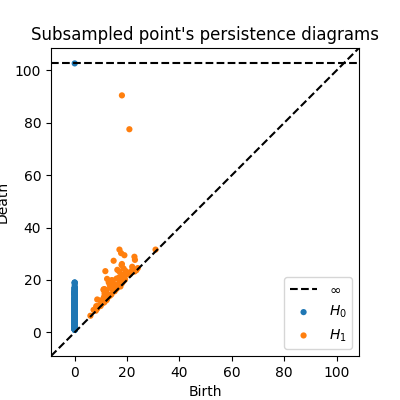 Subsampled point's persistence diagrams
Death
100
80
60
40
20
0
∞
H₀
H₁
0 20 40 60 80 100
Birth